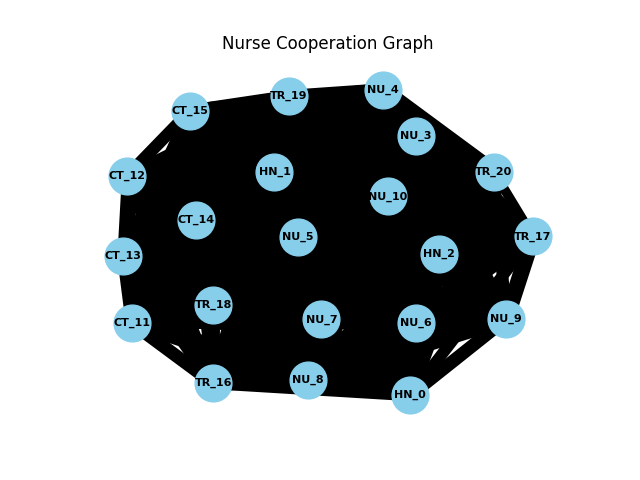 Nurse Cooperation Graph
NU_4
TR_19
CT_15
NU_3
HN_1
TR_20
CT_12
NU_10
CT_14
NU_5
TR_17
HN_2
CT_13
TR_18
NU_7
NU_6
NU_9
CT_11
NU_8
TR_16
HN_0